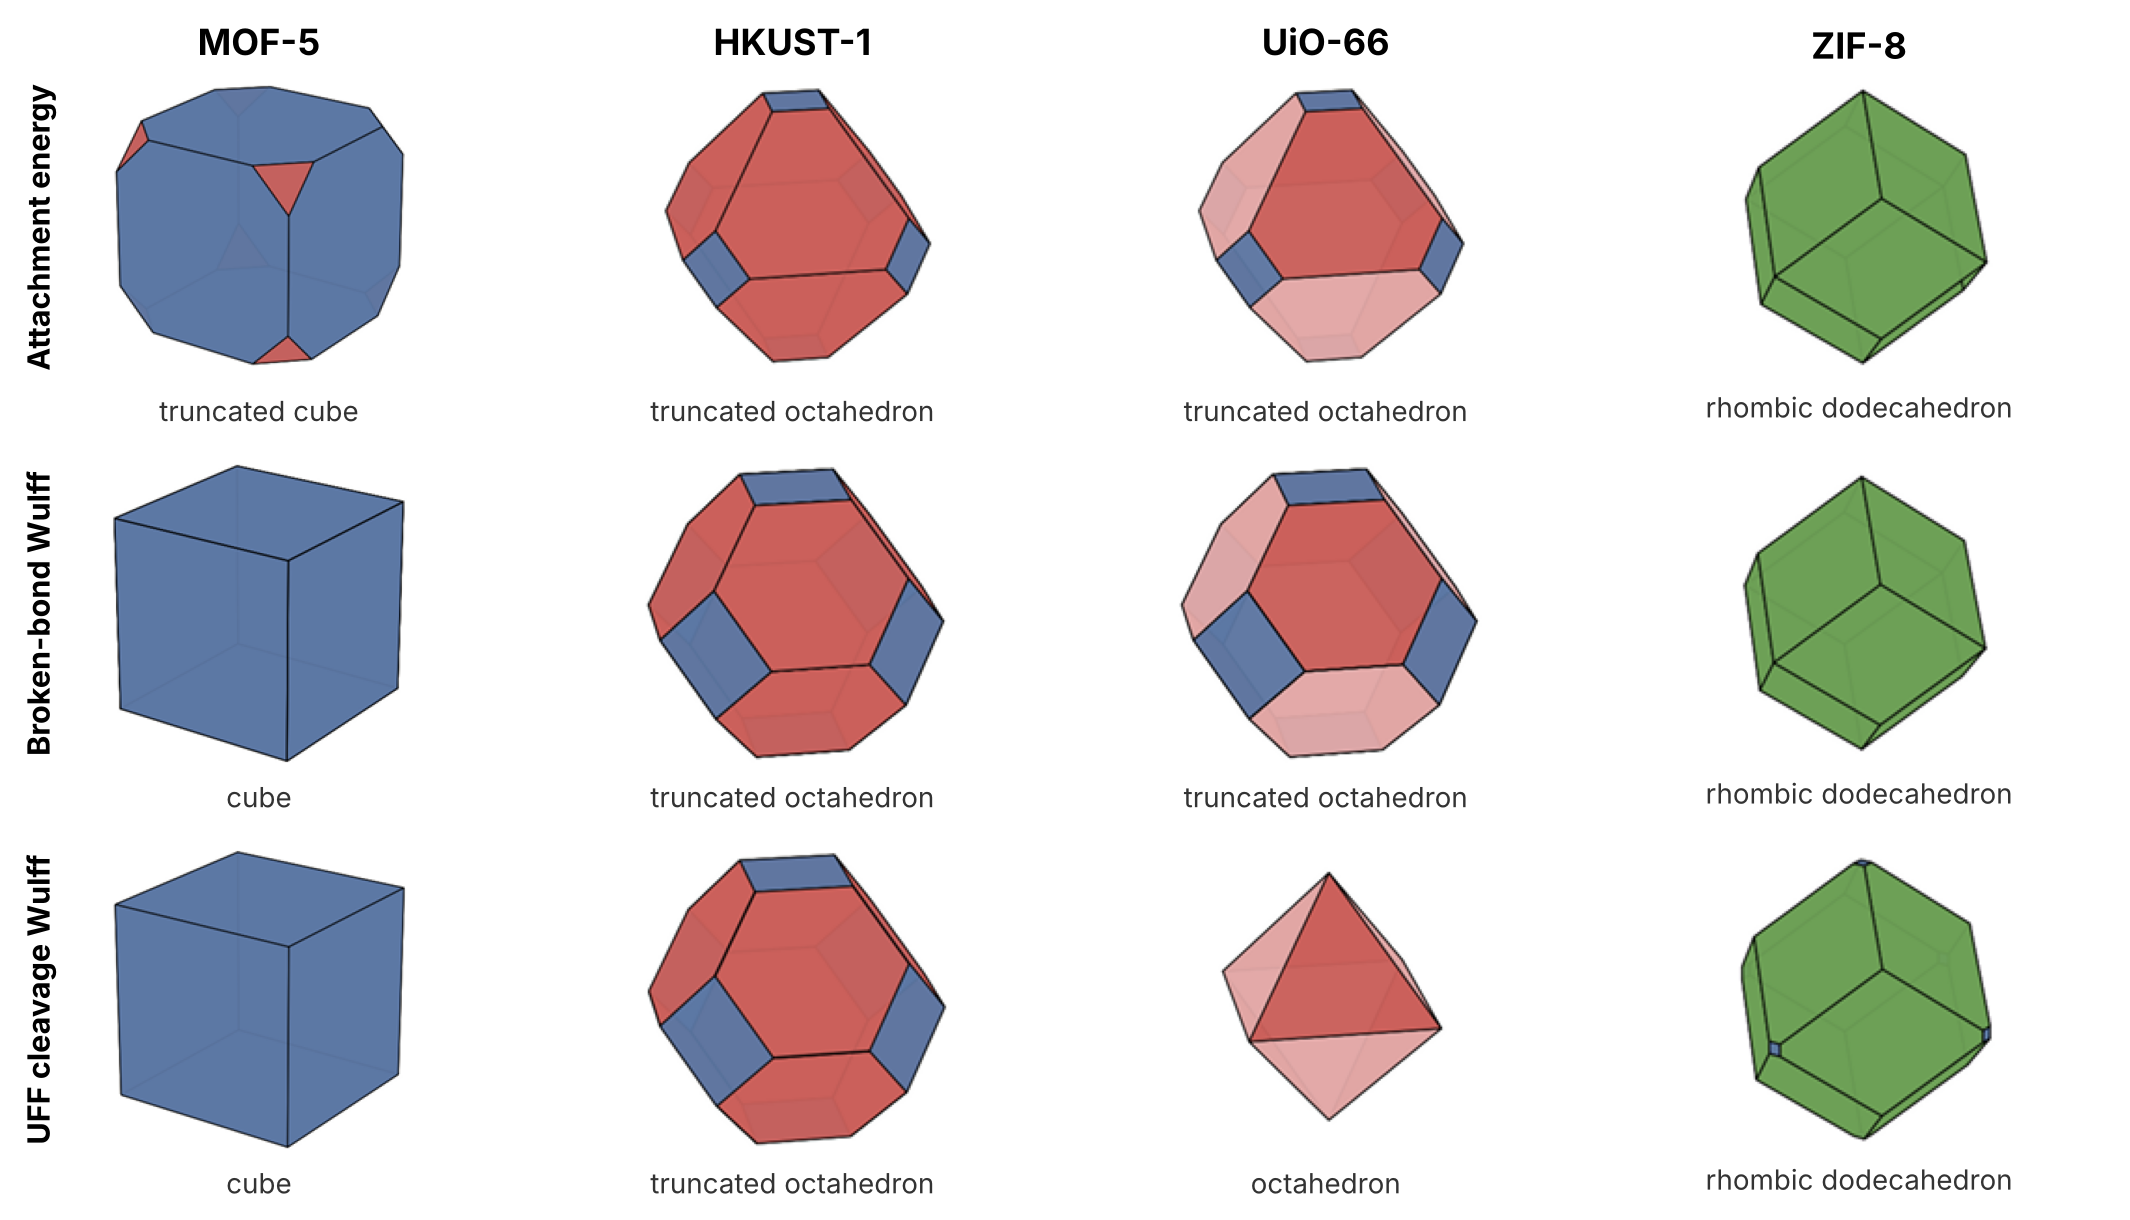 MOF-5
HKUST-1
UiO-66
ZIF-8
Attachment energy
truncated cube
truncated octahedron
truncated octahedron
rhombic dodecahedron
Broken-bond Wulff
cube
truncated octahedron
truncated octahedron
rhombic dodecahedron
UFF cleavage Wulff
cube
truncated octahedron
octahedron
rhombic dodecahedron